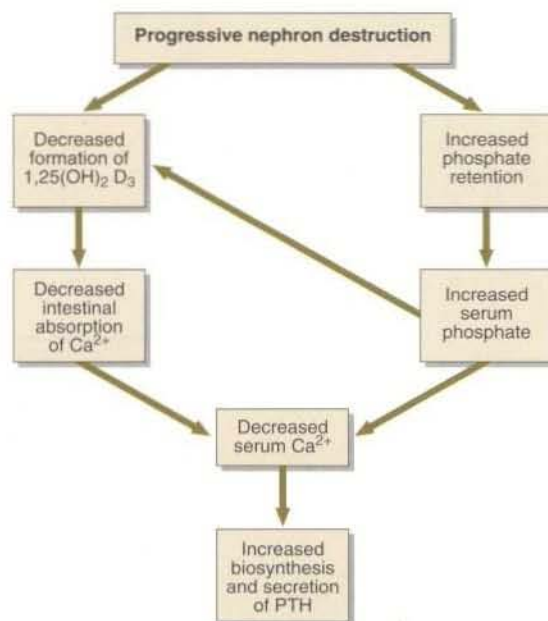 Progressive nephron destruction
Decreased
formation of
1,25(OH)₂ D₃
Increased
phosphate
retention
Decreased
intestinal
absorption
of Ca²⁺
Increased
serum
phosphate
Decreased
serum Ca²⁺
Increased
biosynthesis
and secretion
of PTH